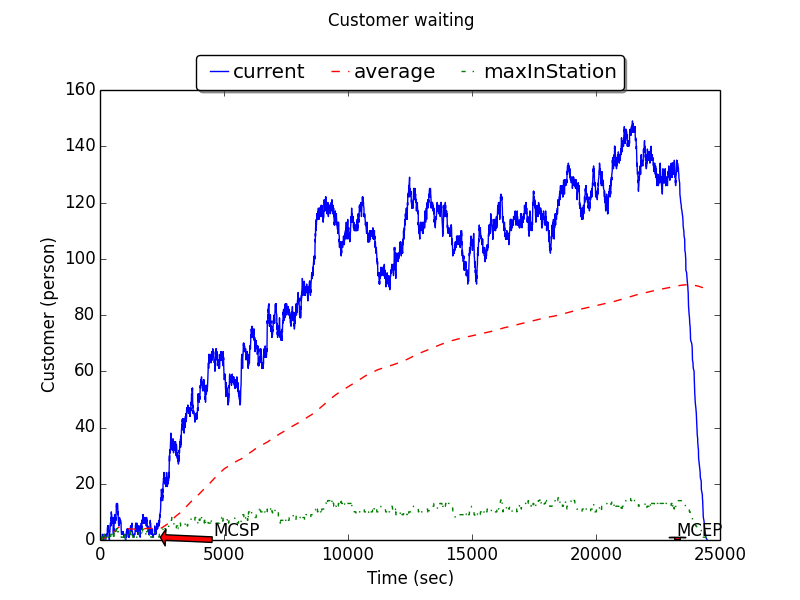 Customer waiting
current average maxInStation
160
140
120
100
80
60
40
20
0
Customer (person)
MCSP MCEP
0 5000 10000 15000 20000 25000
Time (sec)